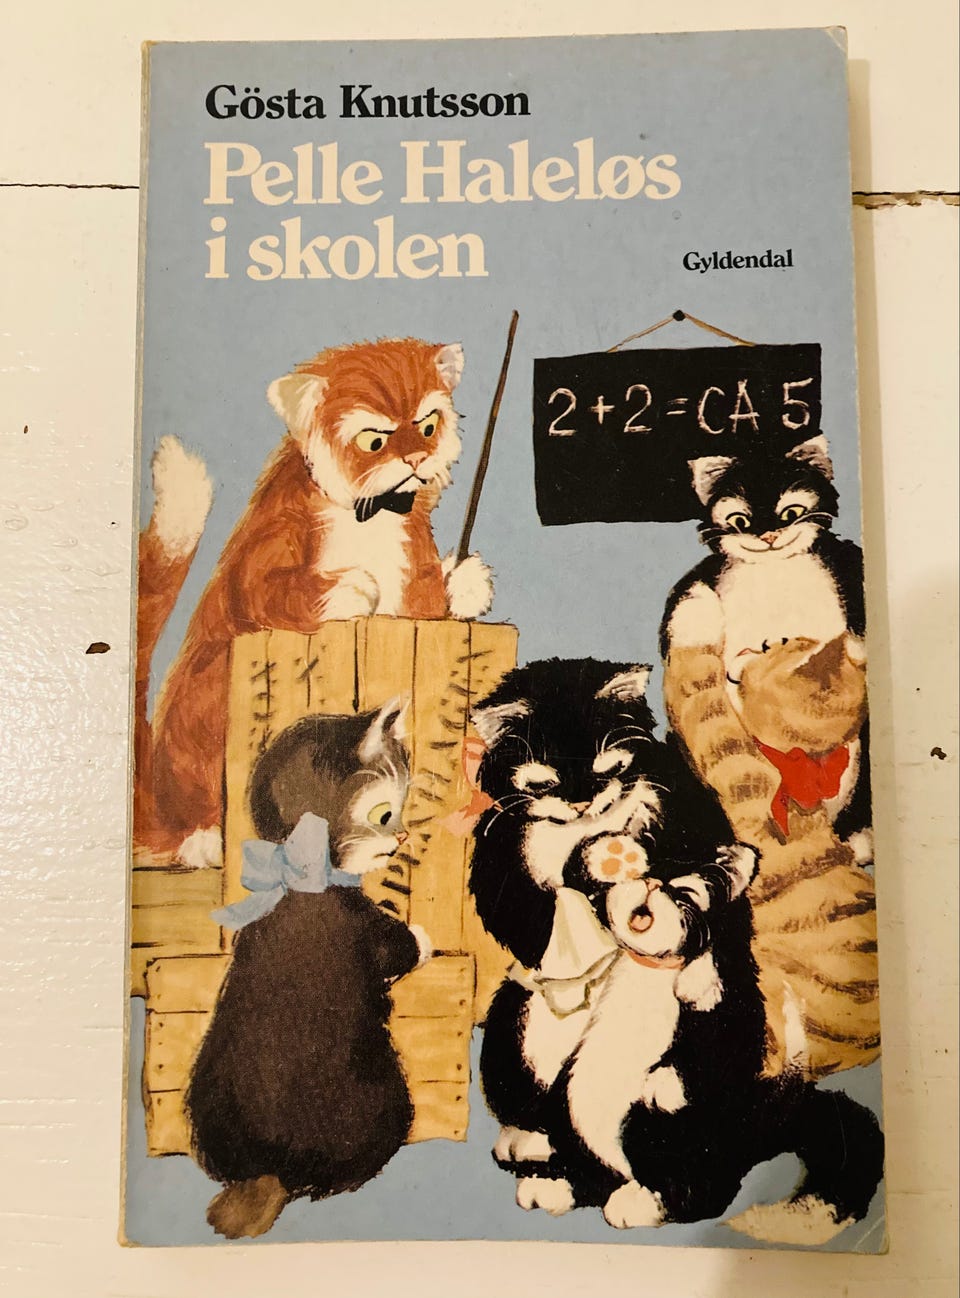 Gösta Knutsson
Pelle Haleløs
i skolen
Gyldendal
2+2=CA 5